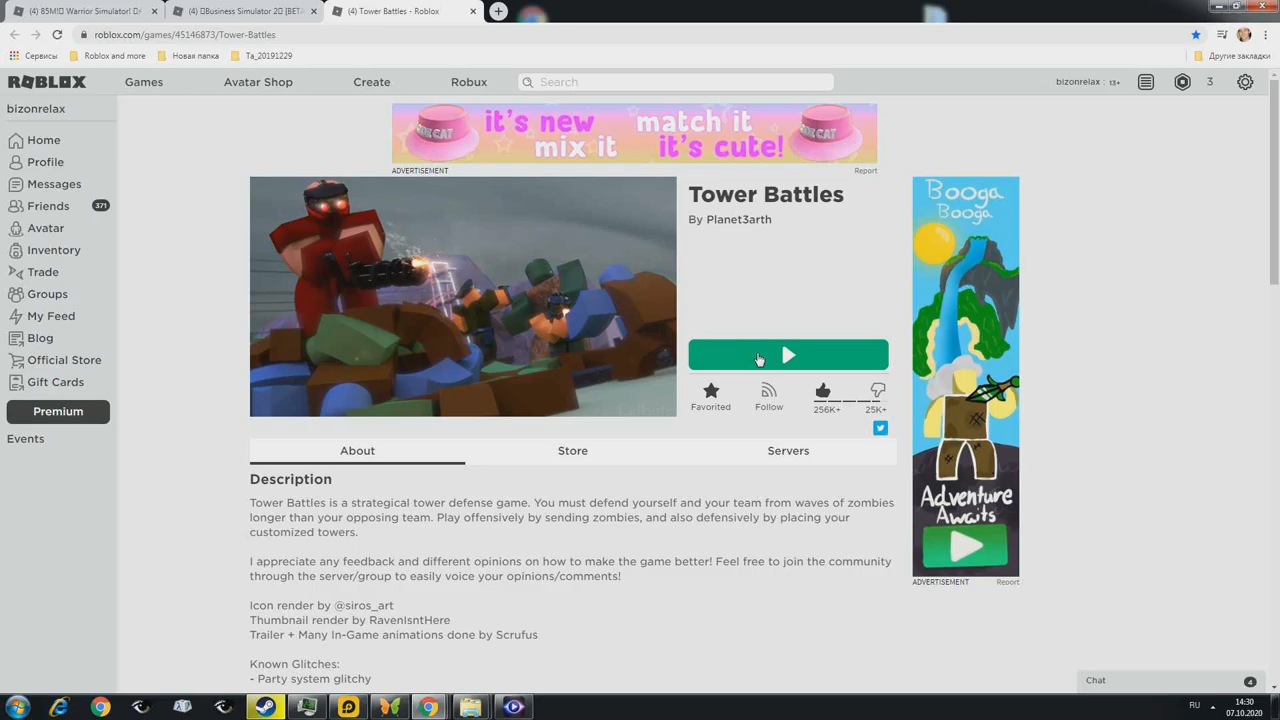 (4) 85M!
Warrior Simulator!
(4)
Business Simulator 2
[BETA
(4) Tower Battles - Roblox
roblox.com/games/45146873/Tower-Battles
Сервисы
Roblox and more
Новая папка
Ta_20191229
Другие закладки
ROBLOX
Games
Avatar Shop
Create
Robux
Search
bizonrelax : 13+
3
bizonrelax
Home
Profile
Messages
Friends
371
Avatar
Inventory
Trade
Groups
My Feed
Blog
Official Store
Gift Cards
Premium
Events
it's new match it
mix it it's cute!
ADVERTISEMENT
Report
Tower Battles
By Planet3arth
Favorited
Follow
256K+
25K+
Booga
Booga
Adventure
Awaits
ADVERTISEMENT
Report
About
Store
Servers
Description
Tower Battles is a strategical tower defense game. You must defend yourself and your team from waves of zombies
longer than your opposing team. Play offensively by sending zombies, and also defensively by placing your
customized towers.
I appreciate any feedback and different opinions on how to make the game better! Feel free to join the community
through the server/group to easily voice your opinions/comments!
Icon render by @siros_art
Thumbnail render by RavenIsntHere
Trailer + Many In-Game animations done by Scrufus
Known Glitches:
- Party system glitchy
Chat
4
RU
14:30
07.10.2020